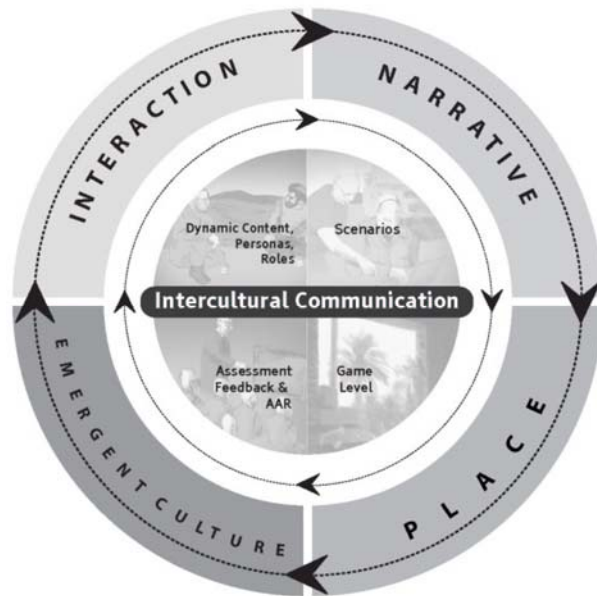 INTERACTION
NARRATIVE
Dynamic Content,
Personas,
Roles
Scenarios
Intercultural Communication
Assessment
Feedback &
AAR
Game
Level
EMERGENT CULTURE
PLACE